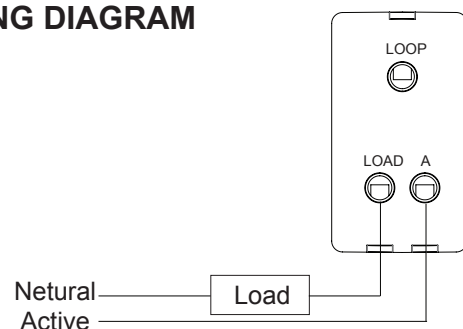 NG DIAGRAM
LOOP
LOAD A
Netural
Load
Active